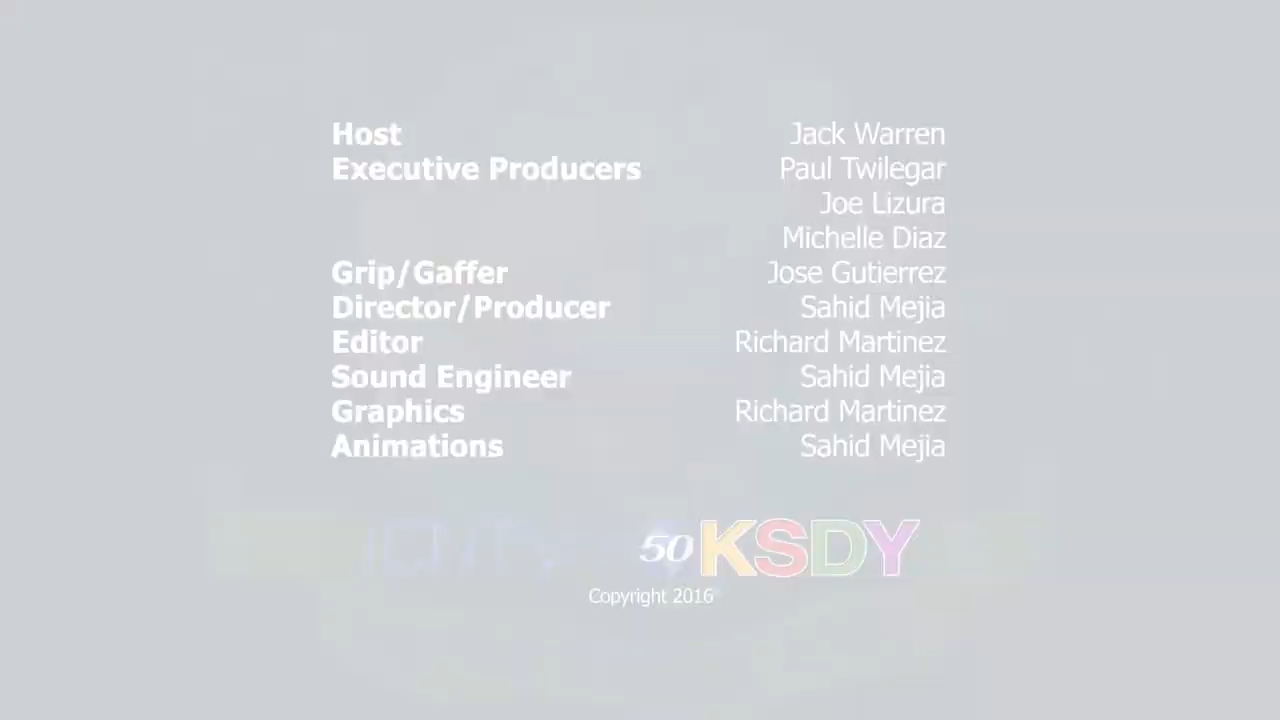 Host Jack Warren
Executive Producers Paul Twilegar
Joe Lizura
Michelle Diaz
Grip/Gaffer Jose Gutierrez
Director/Producer Sahid Mejia
Editor Richard Martinez
Sound Engineer Sahid Mejia
Graphics Richard Martinez
Animations Sahid Mejia
50 KSDY
Copyright 2016